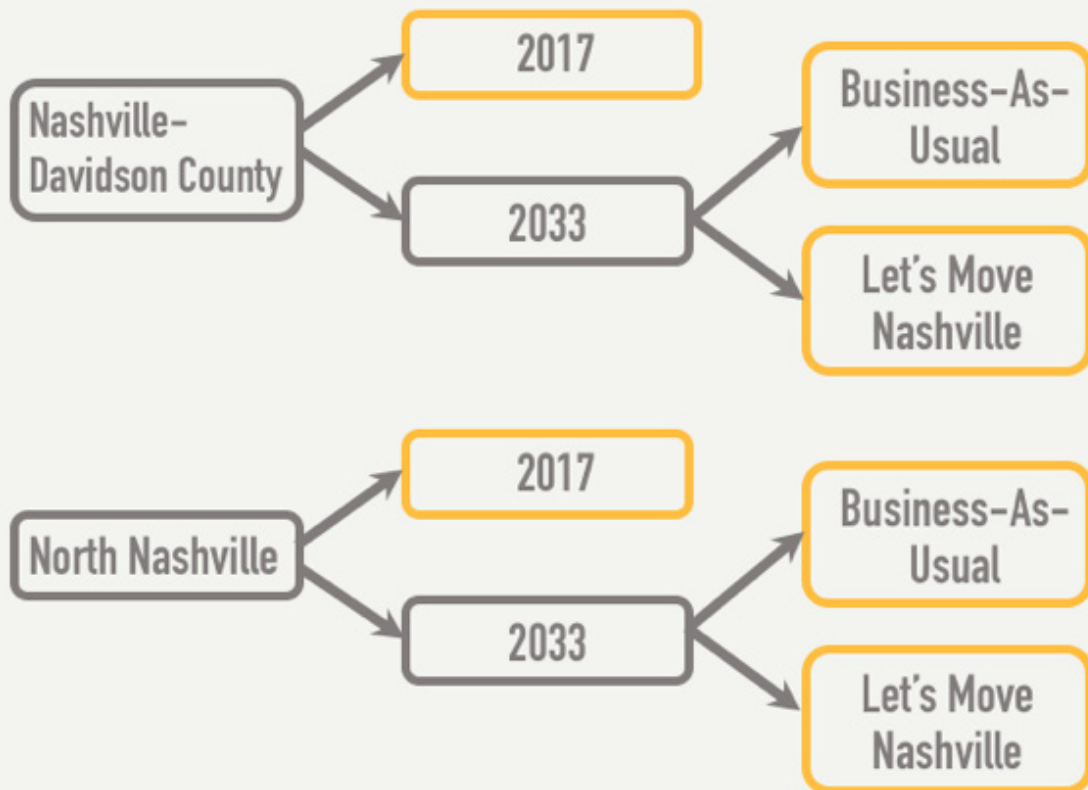 2017
Nashville-
Davidson County
2033
Business-As-
Usual
Let's Move
Nashville
2017
North Nashville
2033
Business-As-
Usual
Let's Move
Nashville